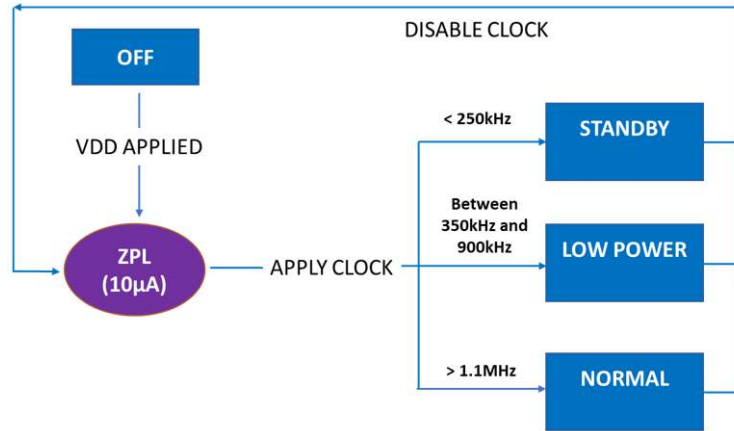 DISABLE CLOCK
OFF
VDD APPLIED
< 250kHz
STANDBY
Between
350kHz and
900kHz
LOW POWER
ZPL
(10µA)
APPLY CLOCK
> 1.1MHz
NORMAL